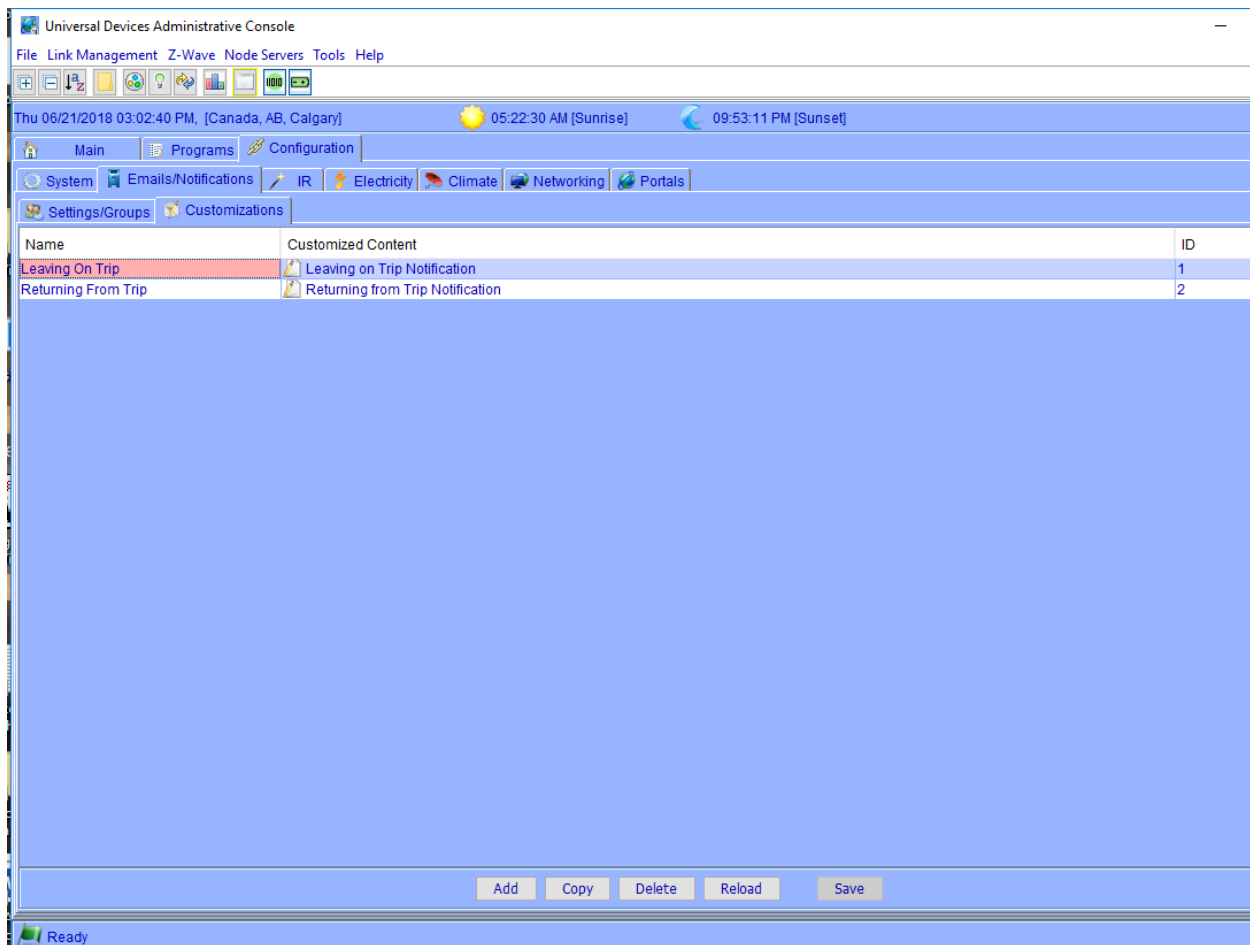 Universal Devices Administrative Console
File Link Management Z-Wave Node Servers Tools Help
Thu 06/21/2018 03:02:40 PM, [Canada, AB, Calgary] 05:22:30 AM [Sunrise] 09:53:11 PM [Sunset]
Main Programs Configuration
System Emails/Notifications IR Electricity Climate Networking Portals
Settings/Groups Customizations
Name Customized Content ID
Leaving On Trip Leaving on Trip Notification 1
Returning From Trip Returning from Trip Notification 2
Add Copy Delete Reload Save
Ready